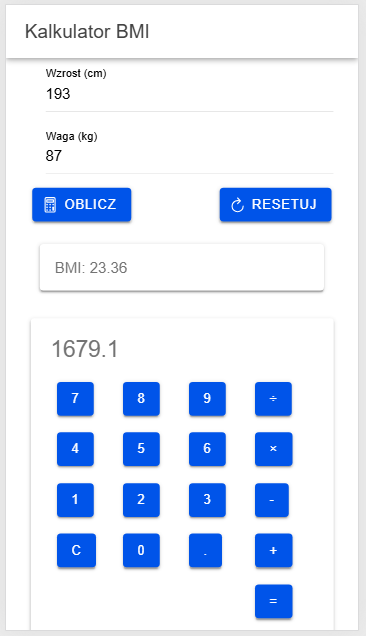 Kalkulator BMI
Wzrost (cm)
193
Waga (kg)
87
OBLICZ RESETUJ
BMI: 23.36
1679.1
7 8 9 ÷
4 5 6 ×
1 2 3 -
C 0 . +
=